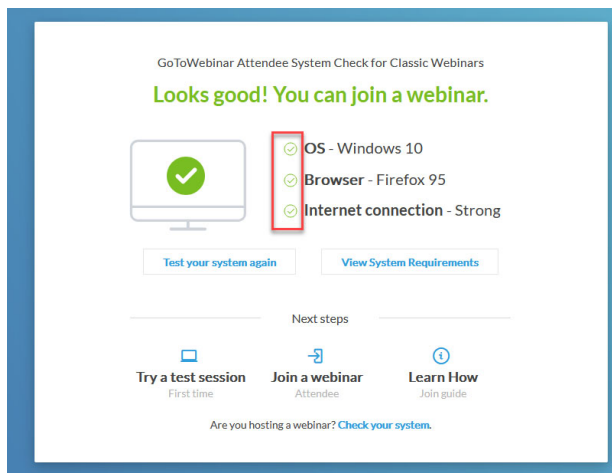 GoToWebinar Attendee System Check for Classic Webinars
Looks good! You can join a webinar.
OS - Windows 10
Browser - Firefox 95
Internet connection - Strong
Test your system again
View System Requirements
Next steps
Try a test session
First time
Join a webinar
Attendee
Learn How
Join guide
Are you hosting a webinar? Check your system.